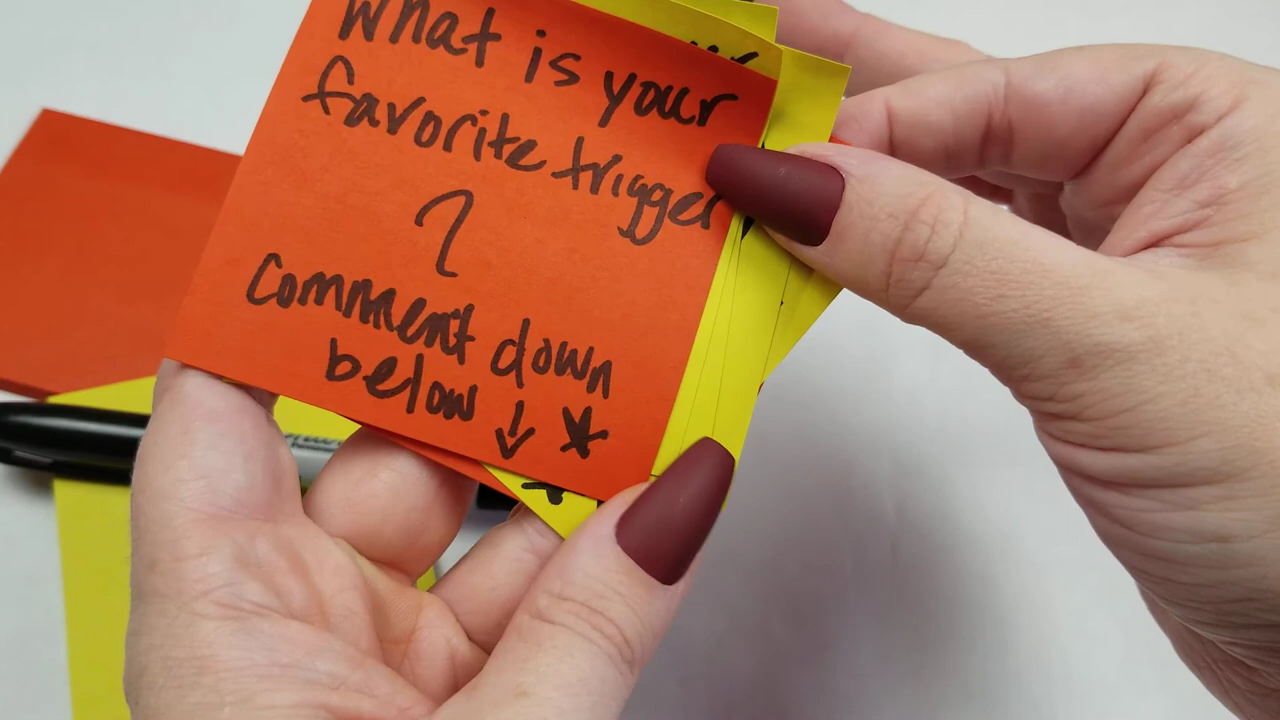 What is your
favorite trigger
?
Comment down
below ↓ *